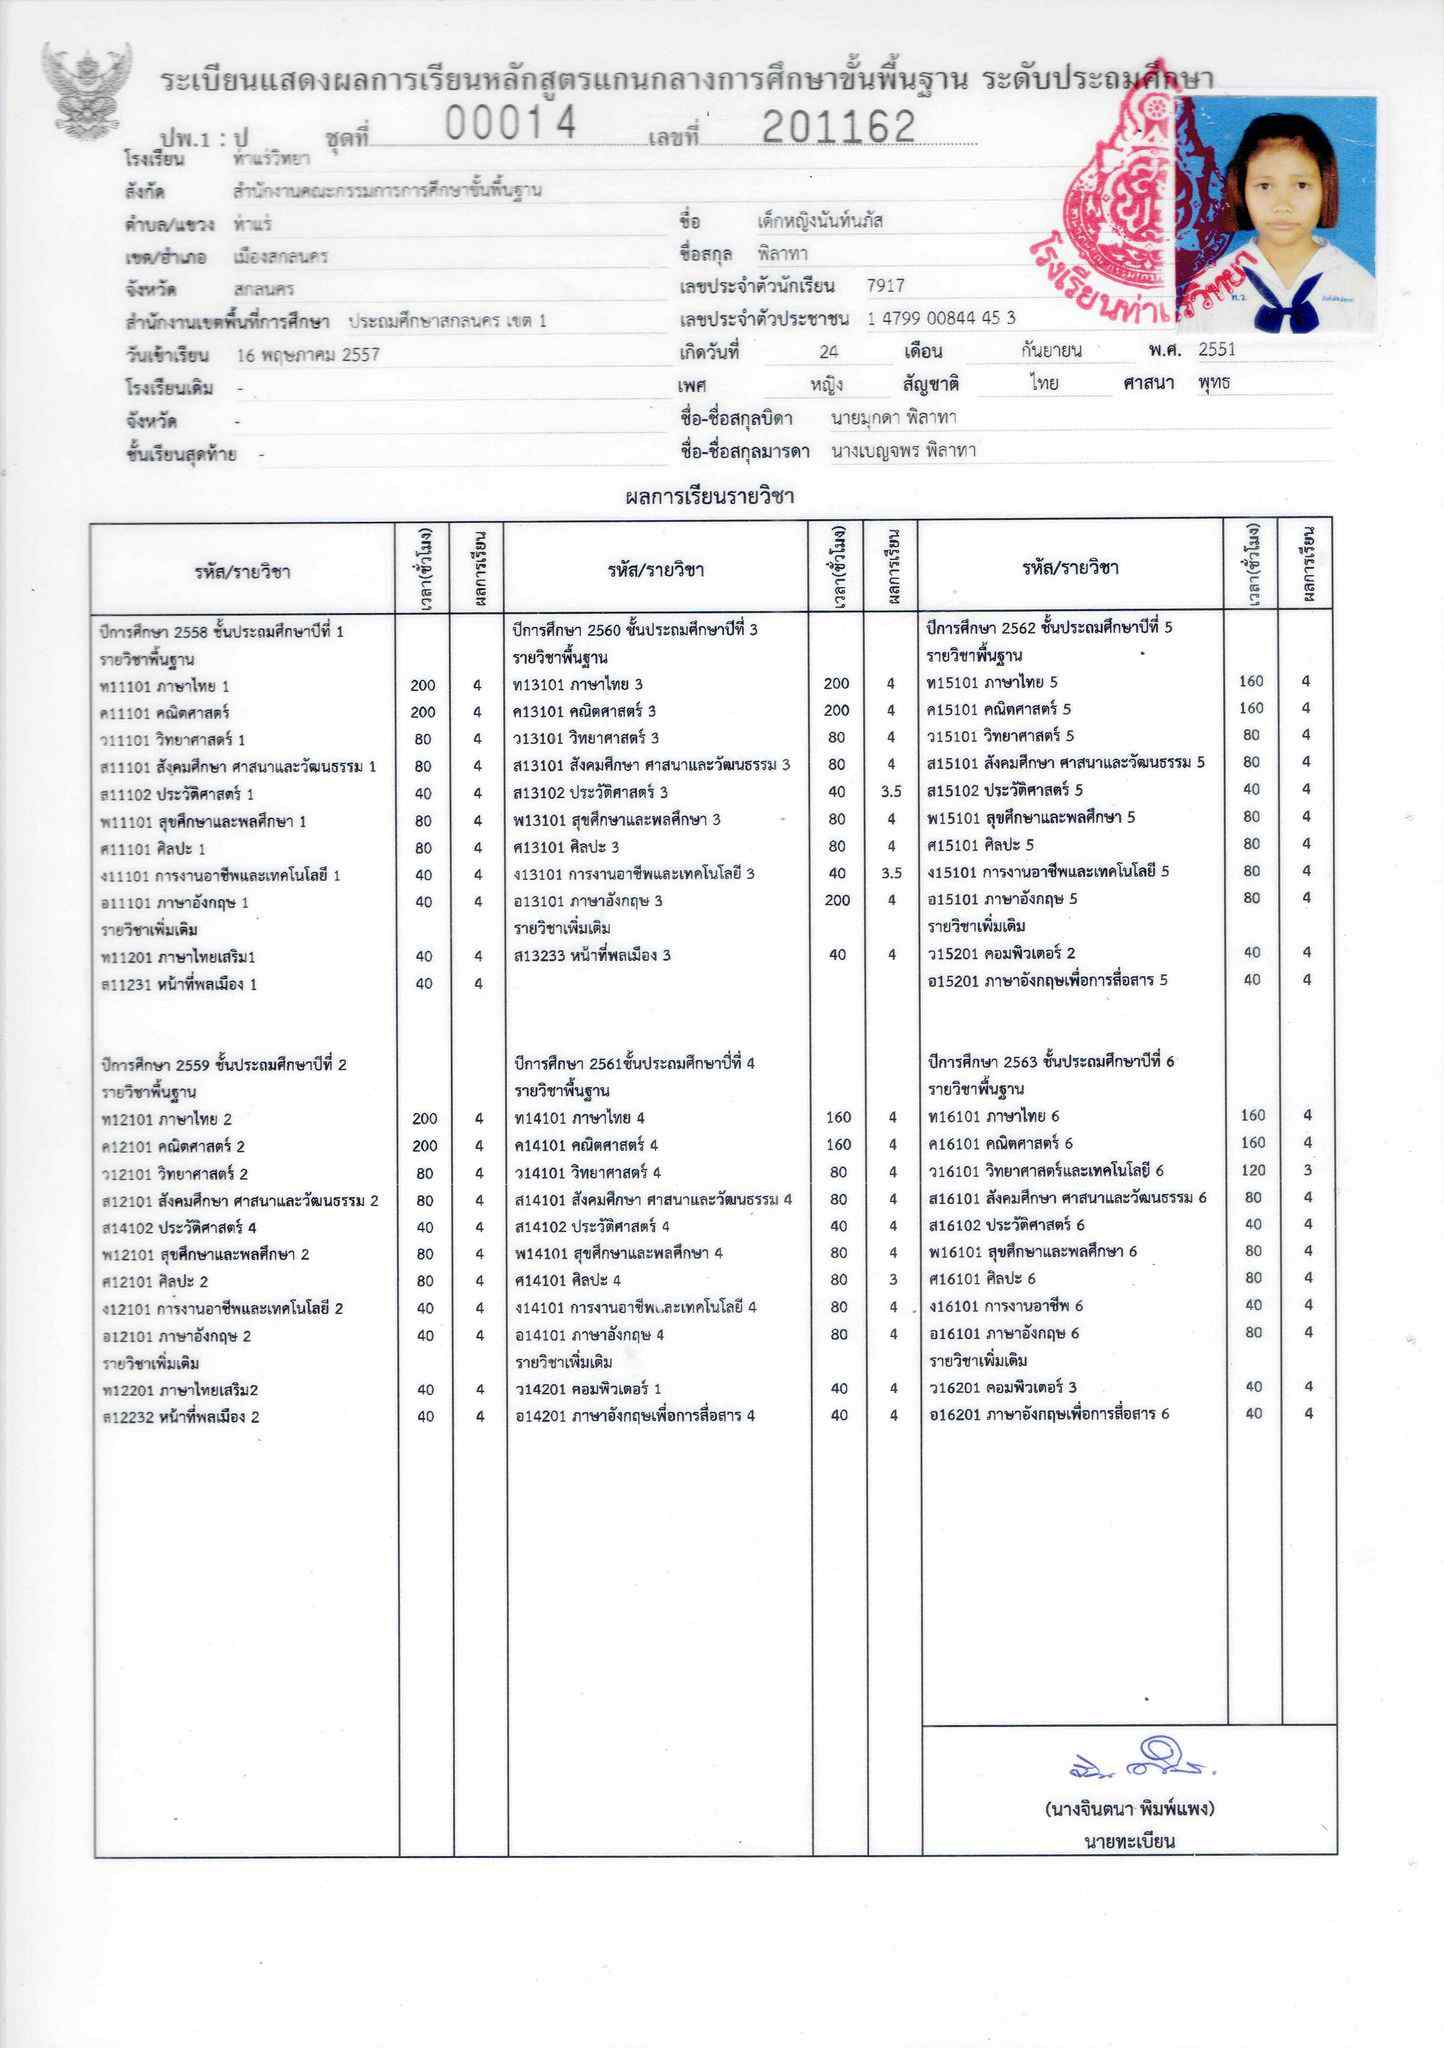 ระเบียนแสดงผลการเรียนหลักสูตรแกนกลางการศึกษาขั้นพื้นฐาน ระดับประถมศึกษา
ปพ.1 : ป ชุดที่ 00014 เลขที่ 201162
โรงเรียน ท่าแร่วิทยา
สังกัด สำนักงานคณะกรรมการการศึกษาขั้นพื้นฐาน
ตำบล/แขวง ท่าแร่
เขต/อำเภอ เมืองสกลนคร
จังหวัด สกลนคร
สำนักงานเขตพื้นที่การศึกษา ประถมศึกษาสกลนคร เขต 1
วันเข้าเรียน 16 พฤษภาคม 2557
โรงเรียนเดิม -
จังหวัด -
ชั้นเรียนสุดท้าย -
ชื่อ เด็กหญิงนันท์นภัส
ชื่อสกุล พิลาทา
เลขประจำตัวนักเรียน 7917
เลขประจำตัวประชาชน 1 4799 00844 45 3
เกิดวันที่ 24 เดือน กันยายน พ.ศ. 2551
เพศ หญิง สัญชาติ ไทย ศาสนา พุทธ
ชื่อ-ชื่อสกุลบิดา นายมุกดา พิลาทา
ชื่อ-ชื่อสกุลมารดา นางเบญจพร พิลาทา
โรงเรียนท่าแร่วิทยา
ท.ว.
ผลการเรียนรายวิชา
รหัส/รายวิชา เวลา(ชั่วโมง) ผลการเรียน
ปีการศึกษา 2558 ชั้นประถมศึกษาปีที่ 1
รายวิชาพื้นฐาน
ท11101 ภาษาไทย 1 200 4
ค11101 คณิตศาสตร์ 200 4
ว11101 วิทยาศาสตร์ 1 80 4
ส11101 สังคมศึกษา ศาสนาและวัฒนธรรม 1 80 4
ส11102 ประวัติศาสตร์ 1 40 4
พ11101 สุขศึกษาและพลศึกษา 1 80 4
ศ11101 ศิลปะ 1 80 4
ง11101 การงานอาชีพและเทคโนโลยี 1 40 4
อ11101 ภาษาอังกฤษ 1 40 4
รายวิชาเพิ่มเติม
ท11201 ภาษาไทยเสริม1 40 4
ส11231 หน้าที่พลเมือง 1 40 4
ปีการศึกษา 2559 ชั้นประถมศึกษาปีที่ 2
รายวิชาพื้นฐาน
ท12101 ภาษาไทย 2 200 4
ค12101 คณิตศาสตร์ 2 200 4
ว12101 วิทยาศาสตร์ 2 80 4
ส12101 สังคมศึกษา ศาสนาและวัฒนธรรม 2 80 4
ส14102 ประวัติศาสตร์ 4 40 4
พ12101 สุขศึกษาและพลศึกษา 2 80 4
ศ12101 ศิลปะ 2 80 4
ง12101 การงานอาชีพและเทคโนโลยี 2 40 4
อ12101 ภาษาอังกฤษ 2 40 4
รายวิชาเพิ่มเติม
ท12201 ภาษาไทยเสริม2 40 4
ส12232 หน้าที่พลเมือง 2 40 4
รหัส/รายวิชา เวลา(ชั่วโมง) ผลการเรียน
ปีการศึกษา 2560 ชั้นประถมศึกษาปีที่ 3
รายวิชาพื้นฐาน
ท13101 ภาษาไทย 3 200 4
ค13101 คณิตศาสตร์ 3 200 4
ว13101 วิทยาศาสตร์ 3 80 4
ส13101 สังคมศึกษา ศาสนาและวัฒนธรรม 3 80 4
ส13102 ประวัติศาสตร์ 3 40 3.5
พ13101 สุขศึกษาและพลศึกษา 3 80 4
ศ13101 ศิลปะ 3 80 4
ง13101 การงานอาชีพและเทคโนโลยี 3 40 3.5
อ13101 ภาษาอังกฤษ 3 200 4
รายวิชาเพิ่มเติม
ส13233 หน้าที่พลเมือง 3 40 4
ปีการศึกษา 2561ชั้นประถมศึกษาปีที่ 4
รายวิชาพื้นฐาน
ท14101 ภาษาไทย 4 160 4
ค14101 คณิตศาสตร์ 4 160 4
ว14101 วิทยาศาสตร์ 4 80 4
ส14101 สังคมศึกษา ศาสนาและวัฒนธรรม 4 80 4
ส14102 ประวัติศาสตร์ 4 40 4
พ14101 สุขศึกษาและพลศึกษา 4 80 4
ศ14101 ศิลปะ 4 80 3
ง14101 การงานอาชีพและเทคโนโลยี 4 80 4
อ14101 ภาษาอังกฤษ 4 80 4
รายวิชาเพิ่มเติม
ว14201 คอมพิวเตอร์ 1 40 4
อ14201 ภาษาอังกฤษเพื่อการสื่อสาร 4 40 4
รหัส/รายวิชา เวลา(ชั่วโมง) ผลการเรียน
ปีการศึกษา 2562 ชั้นประถมศึกษาปีที่ 5
รายวิชาพื้นฐาน
ท15101 ภาษาไทย 5 160 4
ค15101 คณิตศาสตร์ 5 160 4
ว15101 วิทยาศาสตร์ 5 80 4
ส15101 สังคมศึกษา ศาสนาและวัฒนธรรม 5 80 4
ส15102 ประวัติศาสตร์ 5 40 4
พ15101 สุขศึกษาและพลศึกษา 5 80 4
ศ15101 ศิลปะ 5 80 4
ง15101 การงานอาชีพและเทคโนโลยี 5 80 4
อ15101 ภาษาอังกฤษ 5 80 4
รายวิชาเพิ่มเติม
ว15201 คอมพิวเตอร์ 2 40 4
อ15201 ภาษาอังกฤษเพื่อการสื่อสาร 5 40 4
ปีการศึกษา 2563 ชั้นประถมศึกษาปีที่ 6
รายวิชาพื้นฐาน
ท16101 ภาษาไทย 6 160 4
ค16101 คณิตศาสตร์ 6 160 4
ว16101 วิทยาศาสตร์และเทคโนโลยี 6 120 3
ส16101 สังคมศึกษา ศาสนาและวัฒนธรรม 6 80 4
ส16102 ประวัติศาสตร์ 6 40 4
พ16101 สุขศึกษาและพลศึกษา 6 80 4
ศ16101 ศิลปะ 6 80 4
ง16101 การงานอาชีพ 6 40 4
อ16101 ภาษาอังกฤษ 6 80 4
รายวิชาเพิ่มเติม
ว16201 คอมพิวเตอร์ 3 40 4
อ16201 ภาษาอังกฤษเพื่อการสื่อสาร 6 40 4
(นางจินตนา พิมพ์แพง)
นายทะเบียน